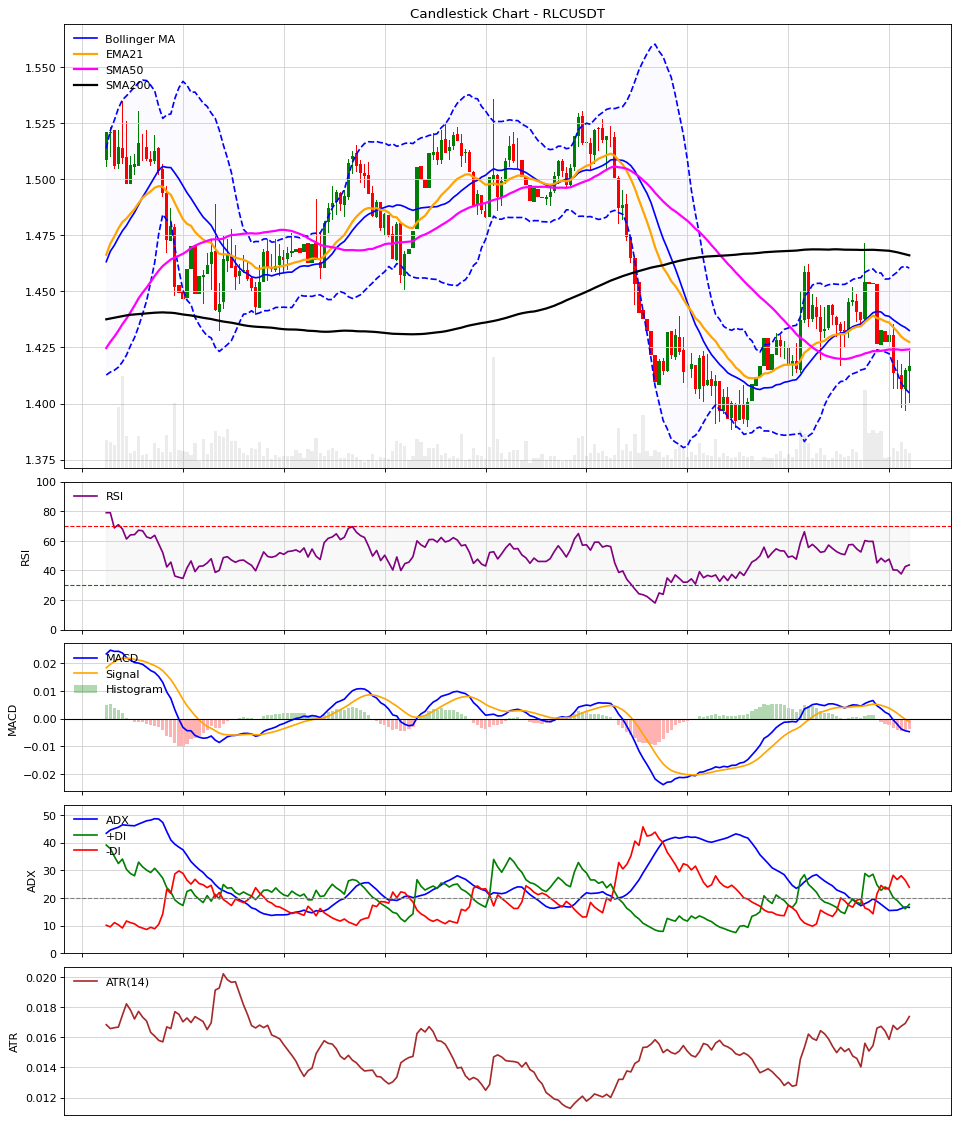 Candlestick Chart - RLCUSDT
Bollinger MA
EMA21
SMA50
SMA200
1.550
1.525
1.500
1.475
1.450
1.425
1.400
1.375
RSI
RSI
100
80
60
40
20
0
MACD
Signal
Histogram
MACD
0.02
0.01
0.00
−0.01
−0.02
ADX
+DI
-DI
ADX
50
40
30
20
10
0
ATR(14)
ATR
0.020
0.018
0.016
0.014
0.012